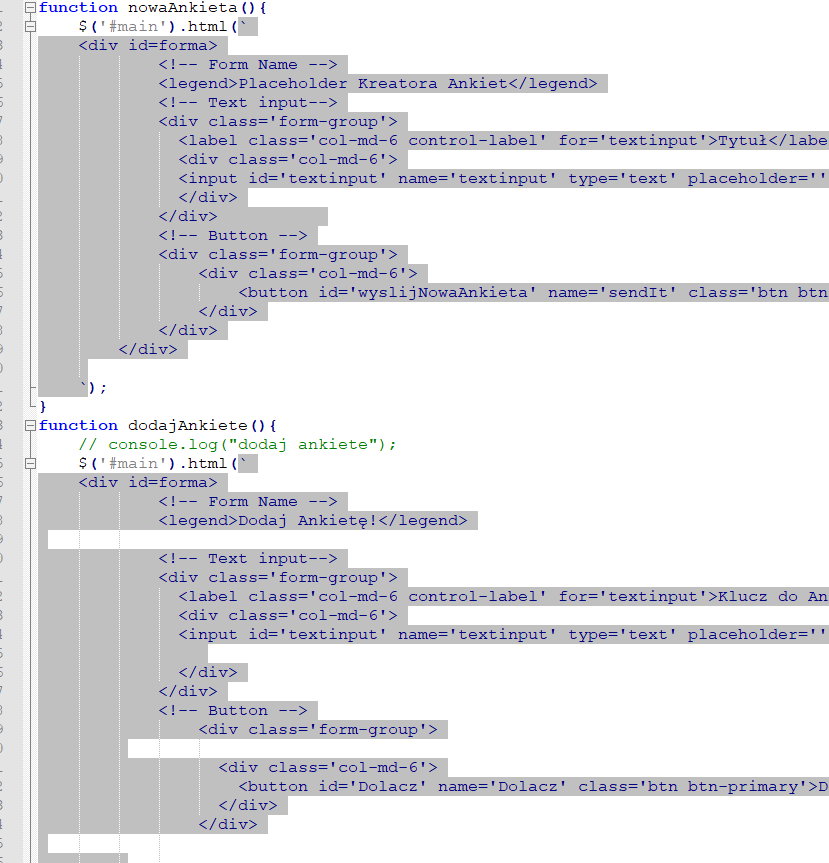 function nowaAnkieta(){
$('#main').html(`
<div id=forma>
<!-- Form Name -->
<legend>Placeholder Kreatora Ankiet</legend>
<!-- Text input-->
<div class='form-group'>
<label class='col-md-6 control-label' for='textinput'>Tytuł</labe
<div class='col-md-6'>
<input id='textinput' name='textinput' type='text' placeholder=''
</div>
</div>
<!-- Button -->
<div class='form-group'>
<div class='col-md-6'>
<button id='wyslijNowaAnkieta' name='sendIt' class='btn btn
</div>
</div>
</div>
`);
}
function dodajAnkiete(){
// console.log("dodaj ankiete");
$('#main').html(`
<div id=forma>
<!-- Form Name -->
<legend>Dodaj Ankietę!</legend>
<!-- Text input-->
<div class='form-group'>
<label class='col-md-6 control-label' for='textinput'>Klucz do An
<div class='col-md-6'>
<input id='textinput' name='textinput' type='text' placeholder=''
</div>
</div>
<!-- Button -->
<div class='form-group'>
<div class='col-md-6'>
<button id='Dolacz' name='Dolacz' class='btn btn-primary'>D
</div>
</div>